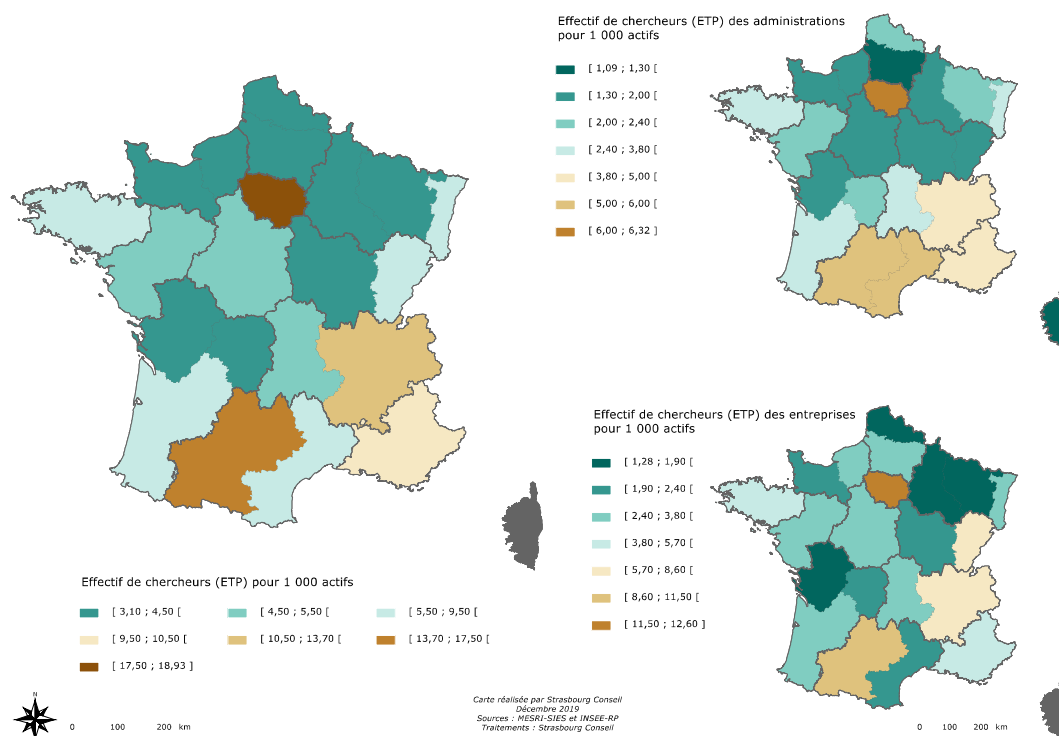 Effectif de chercheurs (ETP) des administrations
pour 1 000 actifs
[ 1,09 ; 1,30 [
[ 1,30 ; 2,00 [
[ 2,00 ; 2,40 [
[ 2,40 ; 3,80 [
[ 3,80 ; 5,00 [
[ 5,00 ; 6,00 [
[ 6,00 ; 6,32 ]
Effectif de chercheurs (ETP) des entreprises
pour 1 000 actifs
[ 1,28 ; 1,90 [
[ 1,90 ; 2,40 [
[ 2,40 ; 3,80 [
[ 3,80 ; 5,70 [
[ 5,70 ; 8,60 [
[ 8,60 ; 11,50 [
[ 11,50 ; 12,60 ]
Effectif de chercheurs (ETP) pour 1 000 actifs
[ 3,10 ; 4,50 [ [ 4,50 ; 5,50 [ [ 5,50 ; 9,50 [
[ 9,50 ; 10,50 [ [ 10,50 ; 13,70 [ [ 13,70 ; 17,50 [
[ 17,50 ; 18,93 ]
N
0 100 200 km
Carte réalisée par Strasbourg Conseil
Décembre 2019
Sources : MESRI-SIES et INSEE-RP
Traitements : Strasbourg Conseil
0 100 200 km